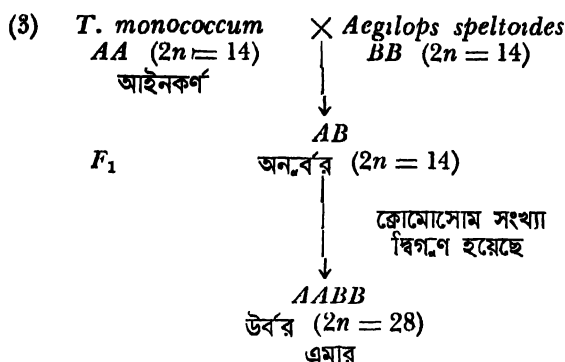 (3) T. monococcum × Aegilops speltoides
AA (2n = 14) BB (2n = 14)
আইনকর্ণ
AB
F₁ অনুর্বর (2n = 14)
ক্রোমোসোম সংখ্যা
দ্বিগুণ হয়েছে
AABB
উর্বর (2n = 28)
এমার